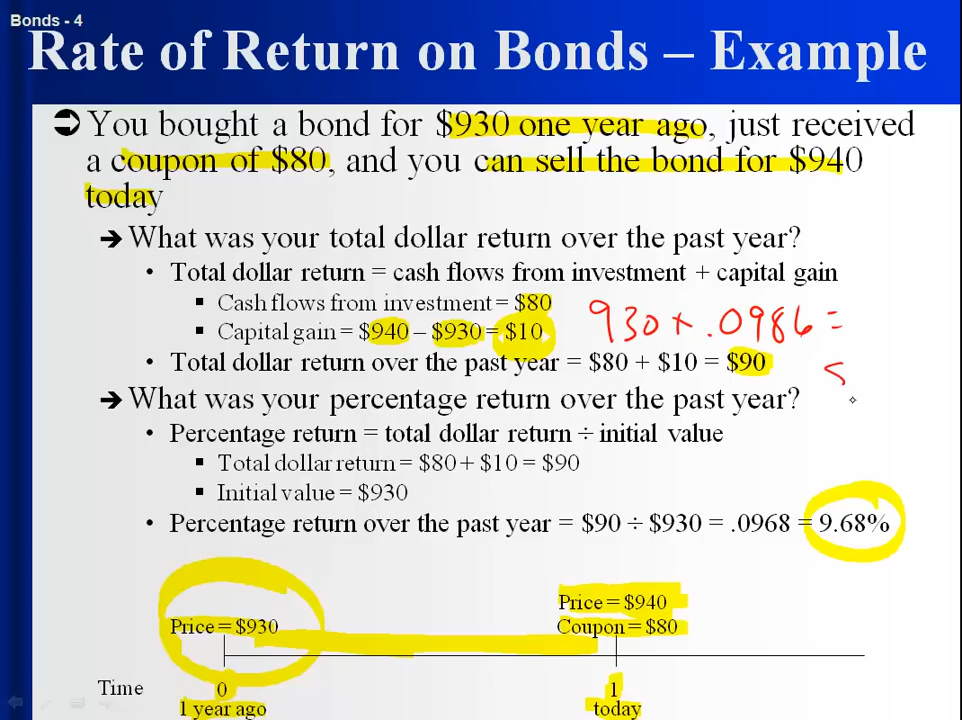 Bonds - 4
Rate of Return on Bonds – Example
➲ You bought a bond for $930 one year ago, just received
a coupon of $80, and you can sell the bond for $940
today
➔ What was your total dollar return over the past year?
• Total dollar return = cash flows from investment + capital gain
▪ Cash flows from investment = $80
▪ Capital gain = $940 – $930 = $10
930 × .0986 =
• Total dollar return over the past year = $80 + $10 = $90
➔ What was your percentage return over the past year?
• Percentage return = total dollar return ÷ initial value
▪ Total dollar return = $80 + $10 = $90
▪ Initial value = $930
• Percentage return over the past year = $90 ÷ $930 = .0968 = 9.68%
Price = $940
Price = $930 Coupon = $80
Time 0 1
1 year ago today